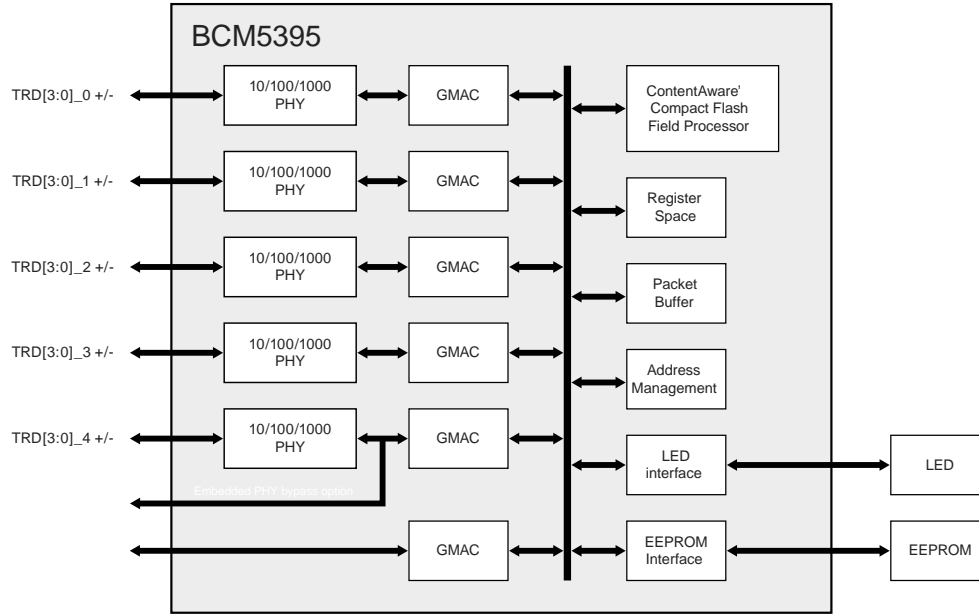 BCM5395
TRD[3:0]_0 +/-
10/100/1000
PHY
GMAC
ContentAware'
Compact Flash
Field Processor
TRD[3:0]_1 +/-
10/100/1000
PHY
GMAC
Register
Space
TRD[3:0]_2 +/-
10/100/1000
PHY
GMAC
Packet
Buffer
TRD[3:0]_3 +/-
10/100/1000
PHY
GMAC
Address
Management
TRD[3:0]_4 +/-
10/100/1000
PHY
GMAC
LED
interface
LED
Embedded PHY bypass option
GMAC
EEPROM
Interface
EEPROM